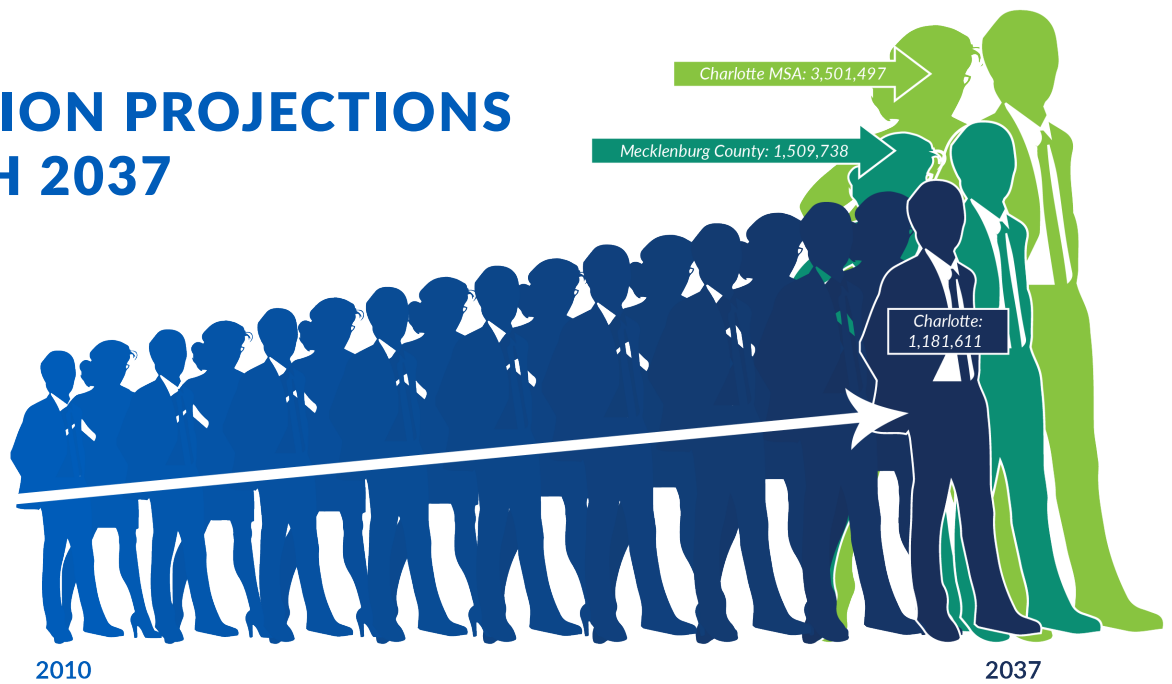 ION PROJECTIONS
H 2037
Charlotte MSA: 3,501,497
Mecklenburg County: 1,509,738
Charlotte:
1,181,611
2010
2037